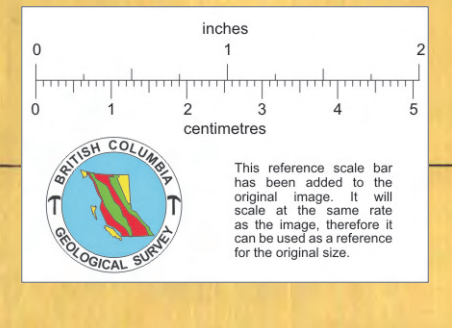 inches
0 1 2
0 1 2 3 4 5
centimetres
BRITISH COLUMBIA
GEOLOGICAL SURVEY
This reference scale bar
has been added to the
original image. It will
scale at the same rate
as the image, therefore it
can be used as a reference
for the original size.